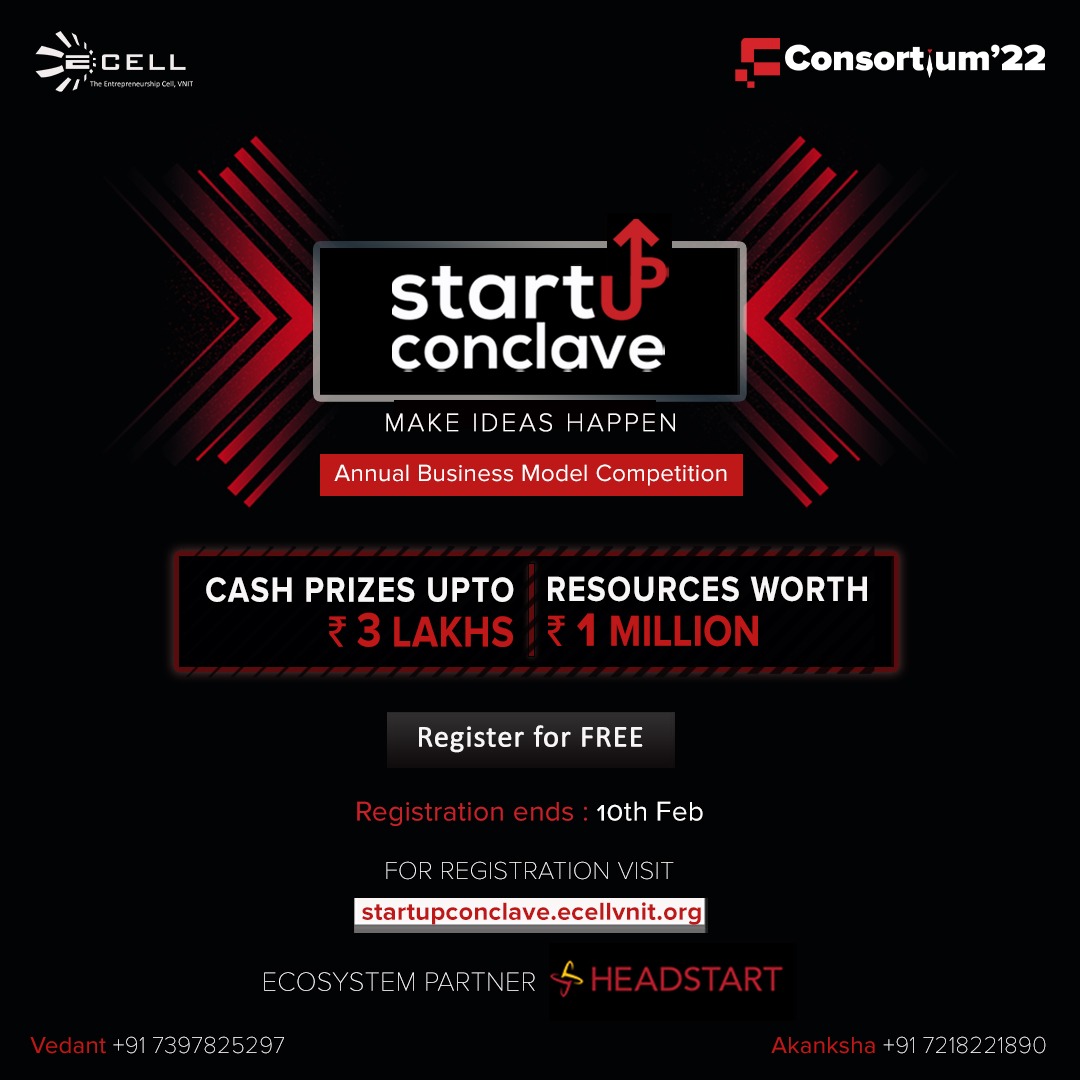 E-CELL
The Entrepreneurship Cell, VNIT
Consortium'22
startup
conclave
MAKE IDEAS HAPPEN
Annual Business Model Competition
CASH PRIZES UPTO
₹ 3 LAKHS
RESOURCES WORTH
₹ 1 MILLION
Register for FREE
Registration ends : 10th Feb
FOR REGISTRATION VISIT
startupconclave.ecellvnit.org
ECOSYSTEM PARTNER HEADSTART
Vedant +91 7397825297
Akanksha +91 7218221890